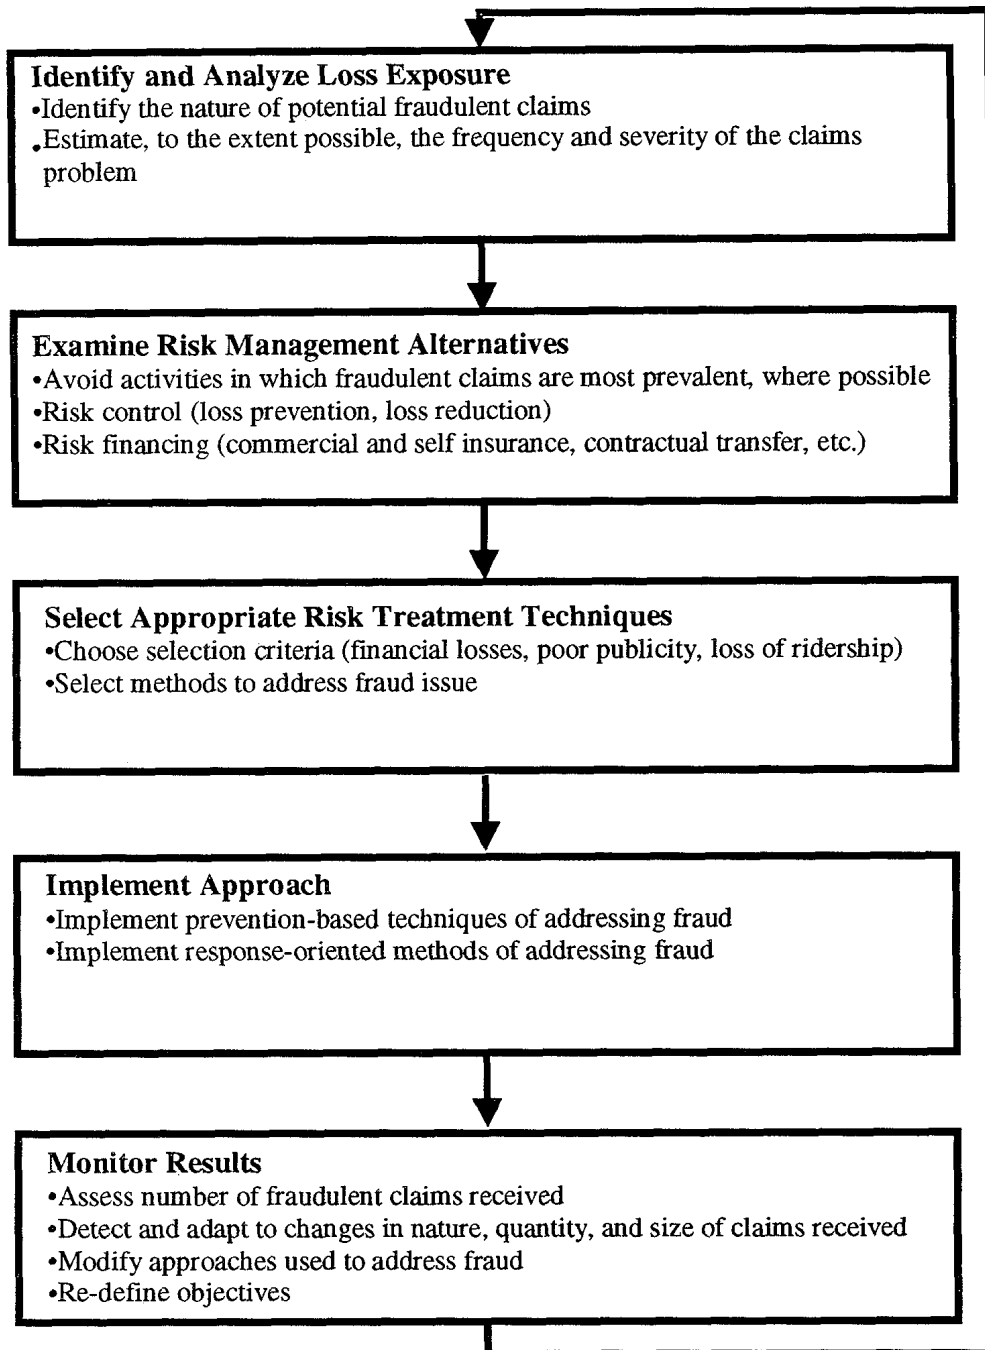 Identify and Analyze Loss Exposure
•Identify the nature of potential fraudulent claims
•Estimate, to the extent possible, the frequency and severity of the claims
problem
Examine Risk Management Alternatives
•Avoid activities in which fraudulent claims are most prevalent, where possible
•Risk control (loss prevention, loss reduction)
•Risk financing (commercial and self insurance, contractual transfer, etc.)
Select Appropriate Risk Treatment Techniques
•Choose selection criteria (financial losses, poor publicity, loss of ridership)
•Select methods to address fraud issue
Implement Approach
•Implement prevention-based techniques of addressing fraud
•Implement response-oriented methods of addressing fraud
Monitor Results
•Assess number of fraudulent claims received
•Detect and adapt to changes in nature, quantity, and size of claims received
•Modify approaches used to address fraud
•Re-define objectives